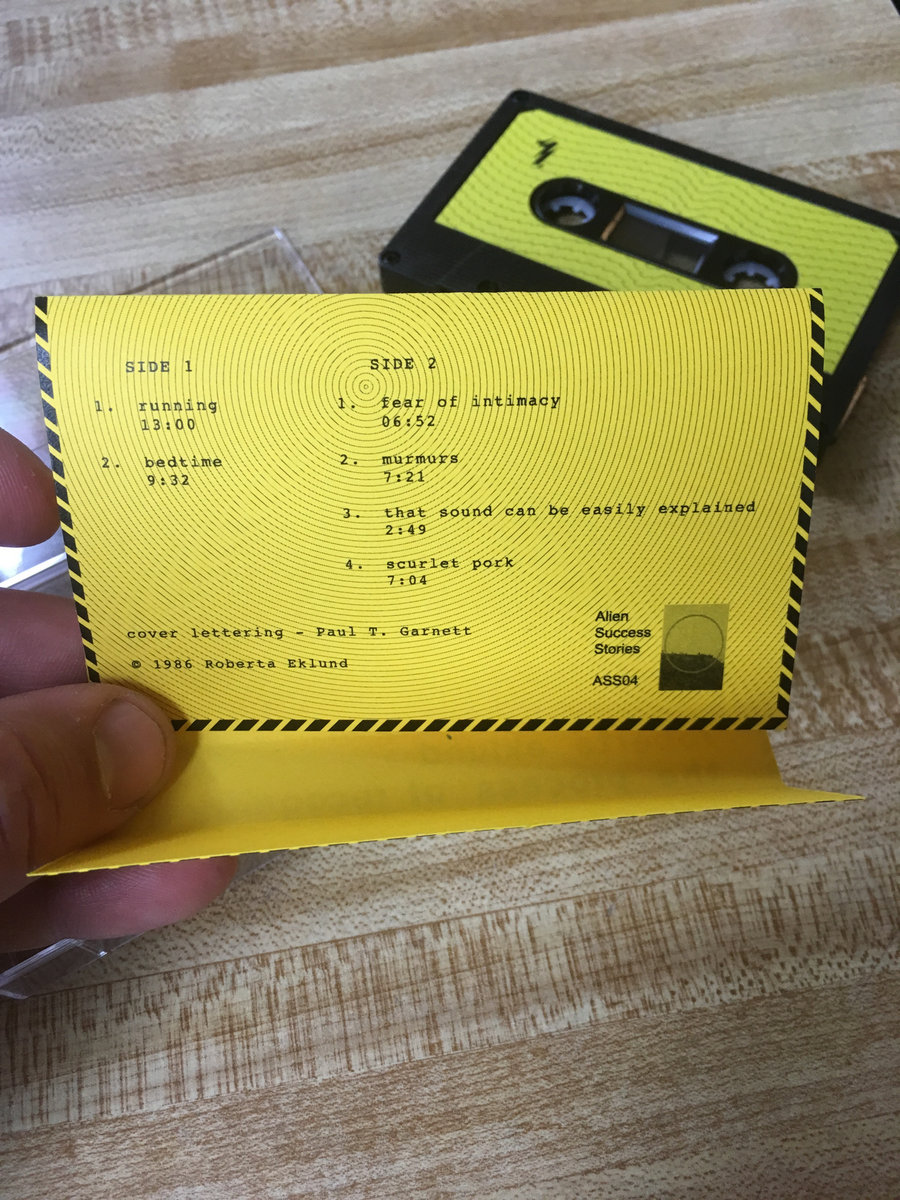 SIDE 1
1. running
13:00
2. bedtime
9:32
SIDE 2
1. fear of intimacy
06:52
2. murmurs
7:21
3. that sound can be easily explained
2:49
4. scurlet pork
7:04
cover lettering - Paul T. Garnett
© 1986 Roberta Eklund
Alien
Success
Stories
ASS04